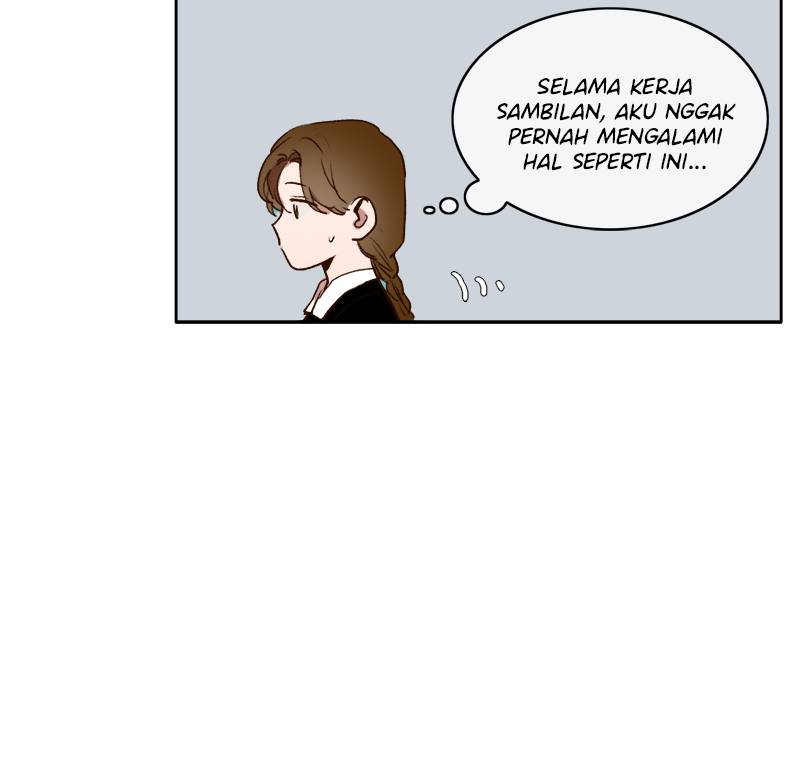 SELAMA KERJA
SAMBILAN, AKU NGGAK
PERNAH MENGALAMI
HAL SEPERTI INI...